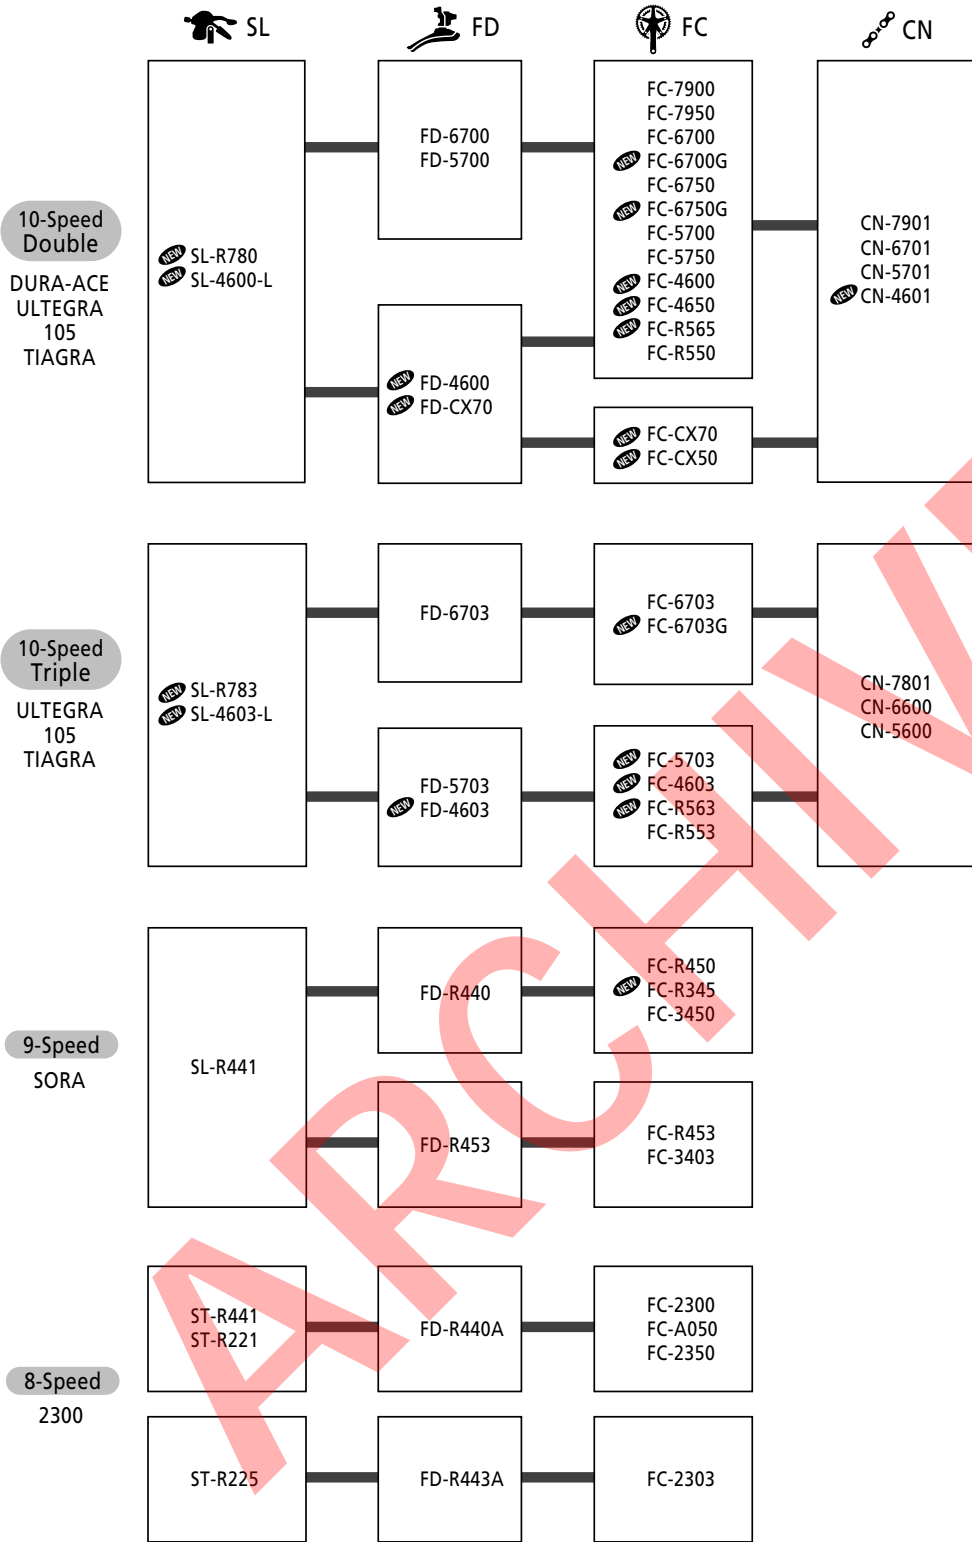 SL
FD
FC
CN
10-Speed
Double
DURA-ACE
ULTEGRA
105
TIAGRA
NEW SL-R780
NEW SL-4600-L
FD-6700
FD-5700
NEW FD-4600
NEW FD-CX70
FC-7900
FC-7950
FC-6700
NEW FC-6700G
FC-6750
NEW FC-6750G
FC-5700
FC-5750
NEW FC-4600
NEW FC-4650
NEW FC-R565
FC-R550
NEW FC-CX70
NEW FC-CX50
CN-7901
CN-6701
CN-5701
NEW CN-4601
10-Speed
Triple
ULTEGRA
105
TIAGRA
NEW SL-R783
NEW SL-4603-L
FD-6703
FD-5703
NEW FD-4603
FC-6703
NEW FC-6703G
NEW FC-5703
NEW FC-4603
NEW FC-R563
FC-R553
CN-7801
CN-6600
CN-5600
9-Speed
SORA
SL-R441
FD-R440
FD-R453
FC-R450
NEW FC-R345
FC-3450
FC-R453
FC-3403
8-Speed
2300
ST-R441
ST-R221
FD-R440A
FC-2300
FC-A050
FC-2350
ST-R225
FD-R443A
FC-2303
ARCHIV